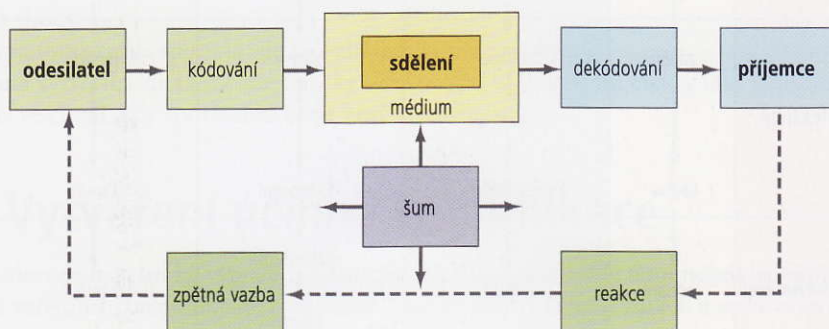 odesilatel
kódování
sdělení
médium
dekódování
příjemce
šum
zpětná vazba
reakce